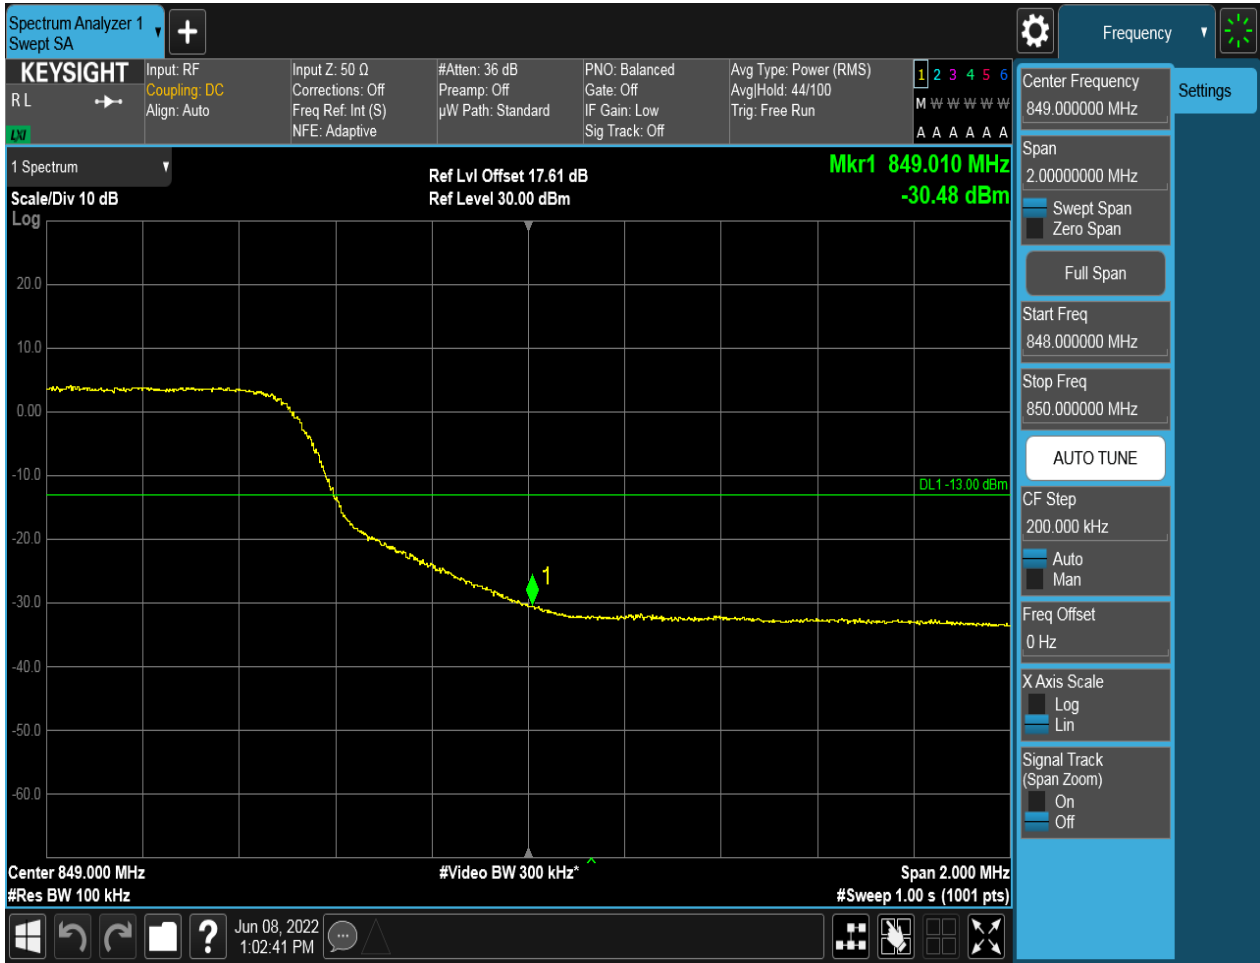 Spectrum Analyzer 1
Swept SA
Frequency
KEYSIGHT
R L
LXI
Input: RF
Coupling: DC
Align: Auto
Input Z: 50 Ω
Corrections: Off
Freq Ref: Int (S)
NFE: Adaptive
#Atten: 36 dB
Preamp: Off
µW Path: Standard
PNO: Balanced
Gate: Off
IF Gain: Low
Sig Track: Off
Avg Type: Power (RMS)
Avg|Hold: 44/100
Trig: Free Run
1 2 3 4 5 6
M W W W W W
A A A A A A
Center Frequency
849.000000 MHz
Settings
Span
2.00000000 MHz
Swept Span
Zero Span
Full Span
Start Freq
848.000000 MHz
Stop Freq
850.000000 MHz
AUTO TUNE
CF Step
200.000 kHz
Auto
Man
Freq Offset
0 Hz
X Axis Scale
Log
Lin
Signal Track
(Span Zoom)
On
Off
1 Spectrum
Scale/Div 10 dB
Log
Ref Lvl Offset 17.61 dB
Ref Level 30.00 dBm
Mkr1 849.010 MHz
-30.48 dBm
20.0
10.0
0.00
-10.0
DL1 -13.00 dBm
-20.0
1
-30.0
-40.0
-50.0
-60.0
Center 849.000 MHz
#Video BW 300 kHz*
Span 2.000 MHz
#Res BW 100 kHz
#Sweep 1.00 s (1001 pts)
Jun 08, 2022
1:02:41 PM